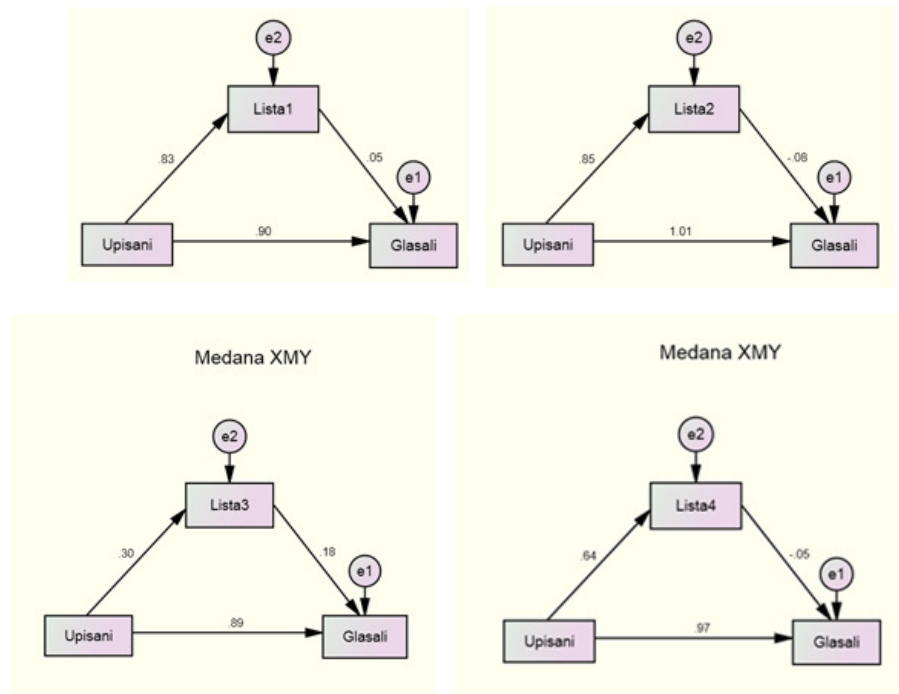 e2
Lista1
.83
.05
e1
Upisani
.90
Glasali
e2
Lista2
.85
-.08
e1
Upisani
1.01
Glasali
Medana XMY
e2
Lista3
.30
.18
e1
Upisani
.89
Glasali
Medana XMY
e2
Lista4
.64
-.05
e1
Upisani
.97
Glasali